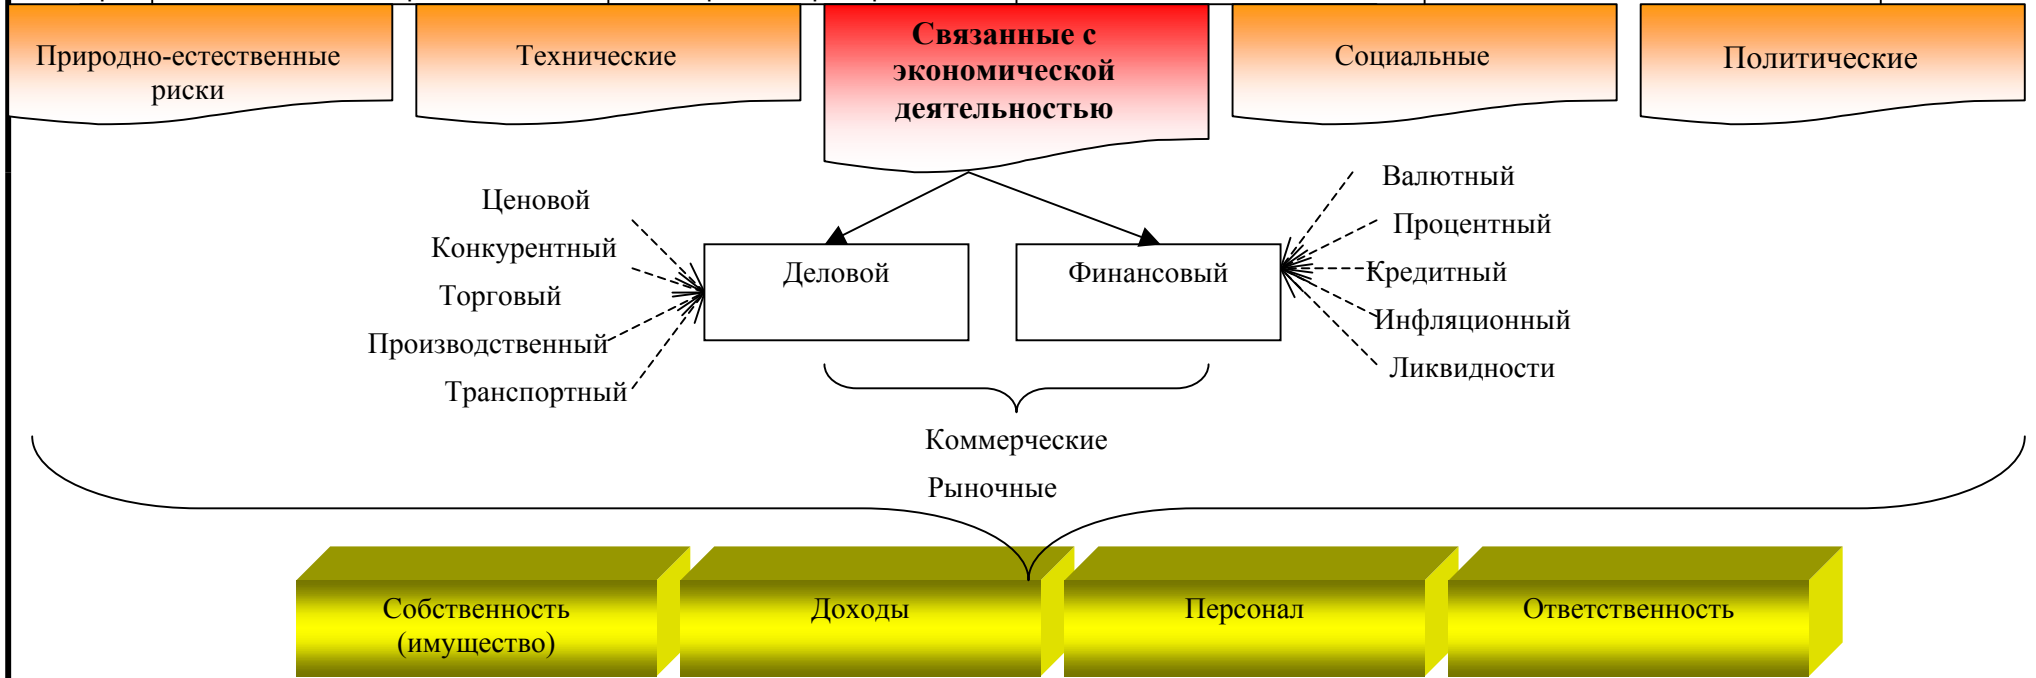 Природно-естественные
риски
Технические
Связанные с
экономической
деятельностью
Социальные
Политические
Ценовой
Конкурентный
Торговый
Производственный
Транспортный
Деловой
Финансовый
Валютный
Процентный
Кредитный
Инфляционный
Ликвидности
Коммерческие
Рыночные
Собственность
(имущество)
Доходы
Персонал
Ответственность